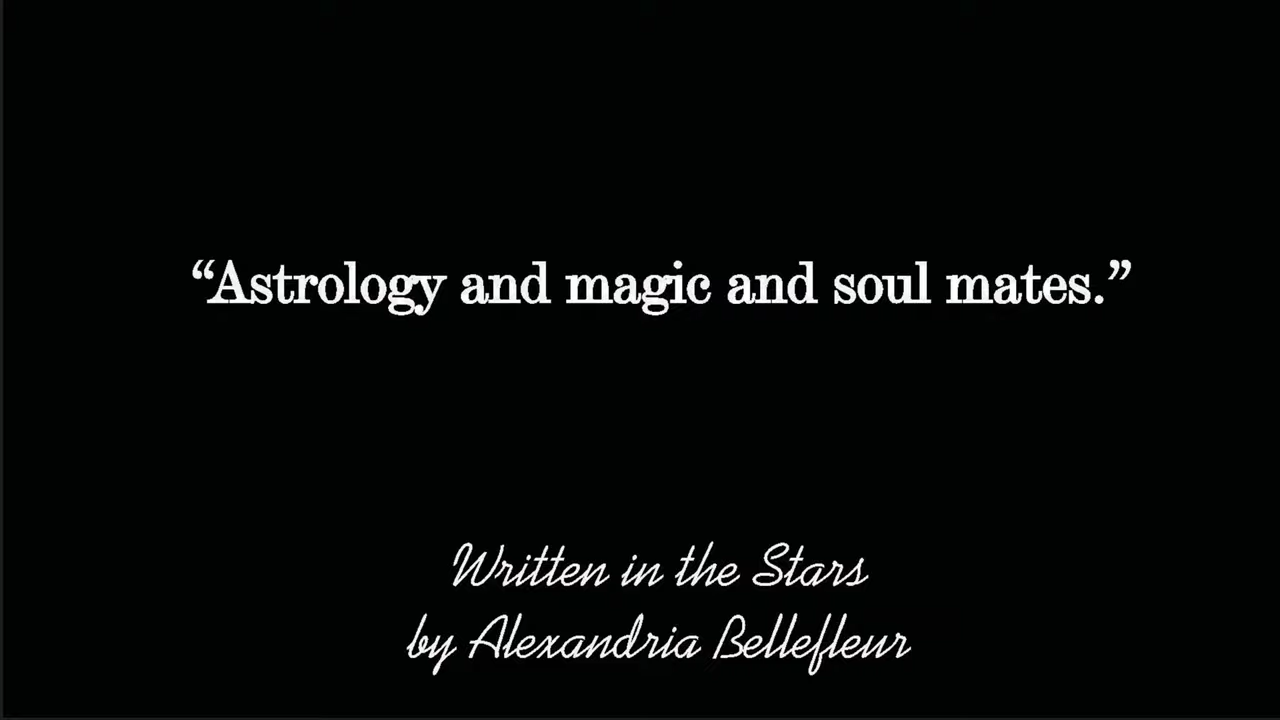 “Astrology and magic and soul mates.”
Written in the Stars
by Alexandria Bellefleur